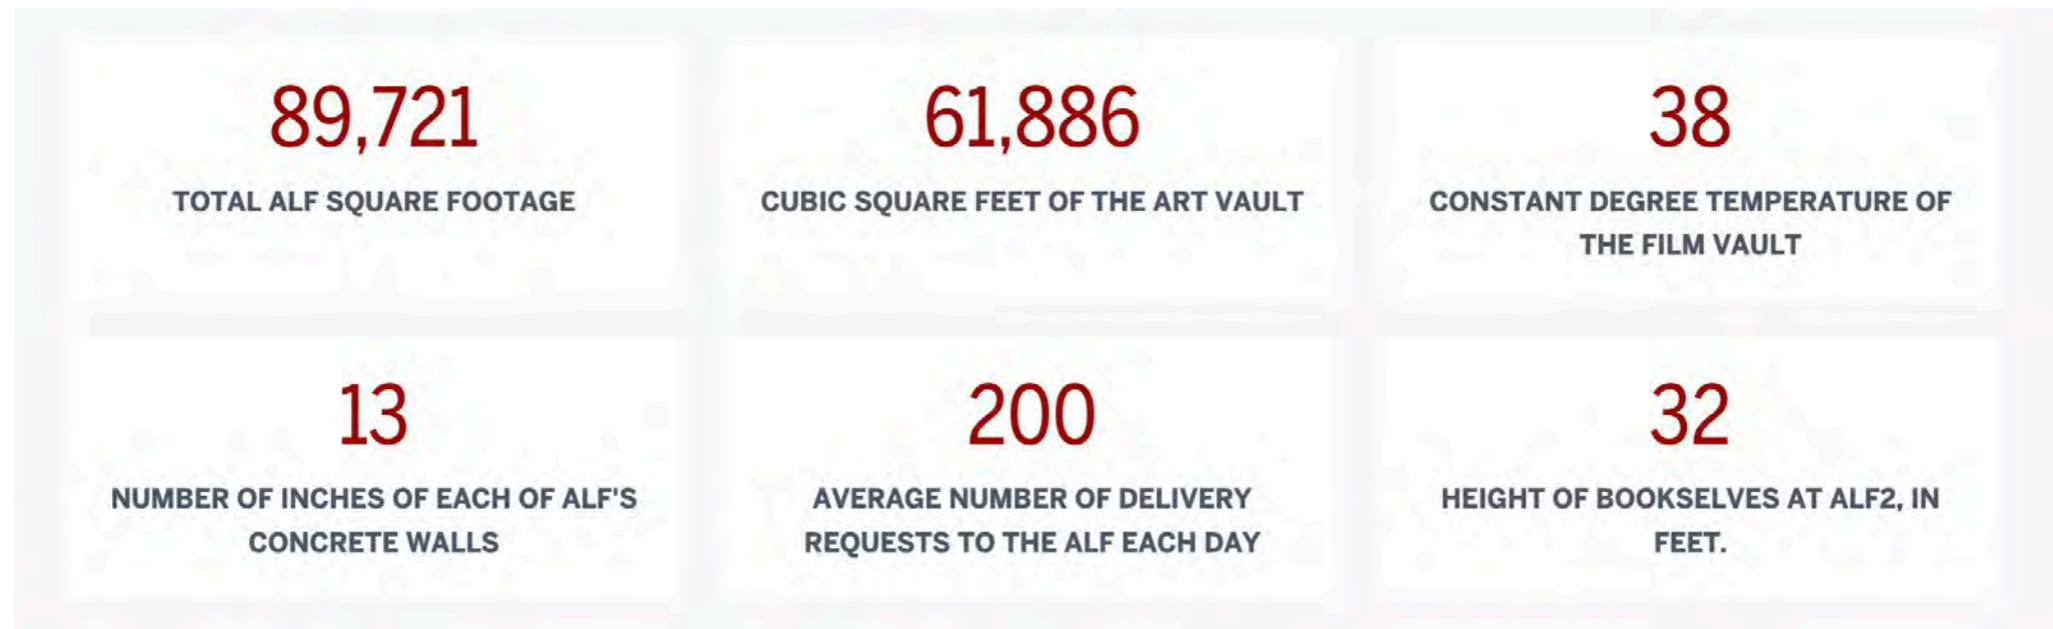 89,721
TOTAL ALF SQUARE FOOTAGE
61,886
CUBIC SQUARE FEET OF THE ART VAULT
38
CONSTANT DEGREE TEMPERATURE OF
THE FILM VAULT
13
NUMBER OF INCHES OF EACH OF ALF'S
CONCRETE WALLS
200
AVERAGE NUMBER OF DELIVERY
REQUESTS TO THE ALF EACH DAY
32
HEIGHT OF BOOKSELVES AT ALF2, IN
FEET.